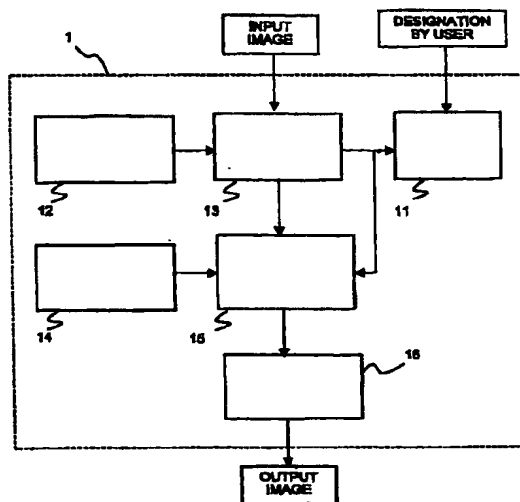 INPUT
IMAGE
DESIGNATION
BY USER
1
12
13
11
14
15
16
OUTPUT
IMAGE